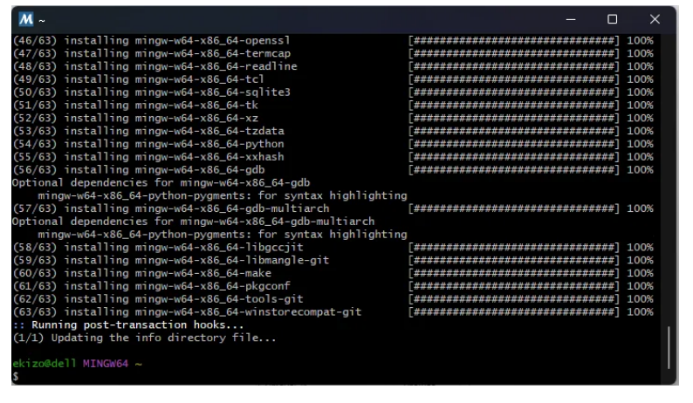 ~
(46/63) installing mingw-w64-x86_64-openssl [###############################] 100%
(47/63) installing mingw-w64-x86_64-termcap [###############################] 100%
(48/63) installing mingw-w64-x86_64-readline [###############################] 100%
(49/63) installing mingw-w64-x86_64-tcl [###############################] 100%
(50/63) installing mingw-w64-x86_64-sqlite3 [###############################] 100%
(51/63) installing mingw-w64-x86_64-tk [###############################] 100%
(52/63) installing mingw-w64-x86_64-xz [###############################] 100%
(53/63) installing mingw-w64-x86_64-tzdata [###############################] 100%
(54/63) installing mingw-w64-x86_64-python [###############################] 100%
(55/63) installing mingw-w64-x86_64-xxhash [###############################] 100%
(56/63) installing mingw-w64-x86_64-gdb [###############################] 100%
Optional dependencies for mingw-w64-x86_64-gdb
mingw-w64-x86_64-python-pygments: for syntax highlighting
(57/63) installing mingw-w64-x86_64-gdb-multiarch [###############################] 100%
Optional dependencies for mingw-w64-x86_64-gdb-multiarch
mingw-w64-x86_64-python-pygments: for syntax highlighting
(58/63) installing mingw-w64-x86_64-libgccjit [###############################] 100%
(59/63) installing mingw-w64-x86_64-libmangle-git [###############################] 100%
(60/63) installing mingw-w64-x86_64-make [###############################] 100%
(61/63) installing mingw-w64-x86_64-pkgconf [###############################] 100%
(62/63) installing mingw-w64-x86_64-tools-git [###############################] 100%
(63/63) installing mingw-w64-x86_64-winstorecompat-git [###############################] 100%
:: Running post-transaction hooks...
(1/1) Updating the info directory file...
ekizo@dell MINGW64 ~
$